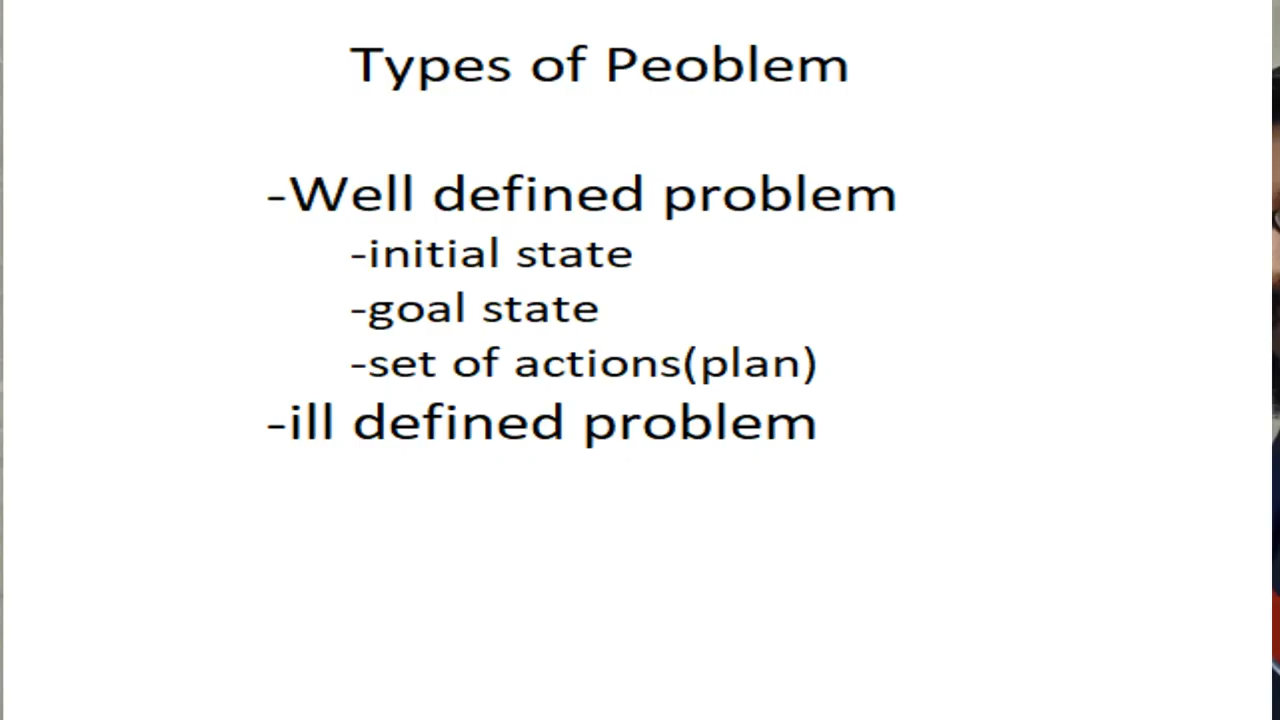 Types of Peoblem
-Well defined problem
-initial state
-goal state
-set of actions(plan)
-ill defined problem